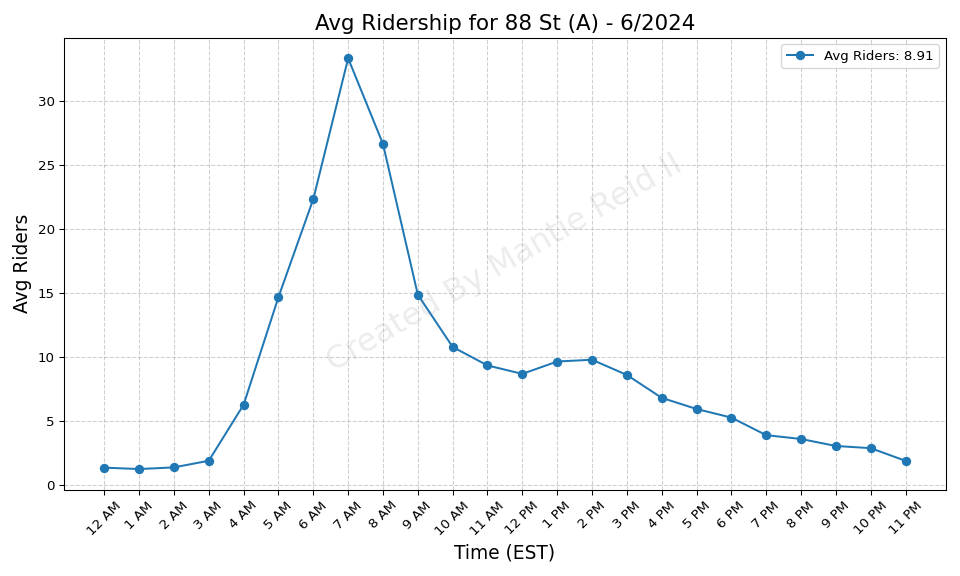 Avg Ridership for 88 St (A) - 6/2024
Avg Riders: 8.91
Avg Riders
30
25
20
15
10
5
0
Created By Mantie Reid II
12 AM 1 AM 2 AM 3 AM 4 AM 5 AM 6 AM 7 AM 8 AM 9 AM 10 AM 11 AM 12 PM 1 PM 2 PM 3 PM 4 PM 5 PM 6 PM 7 PM 8 PM 9 PM 10 PM 11 PM
Time (EST)